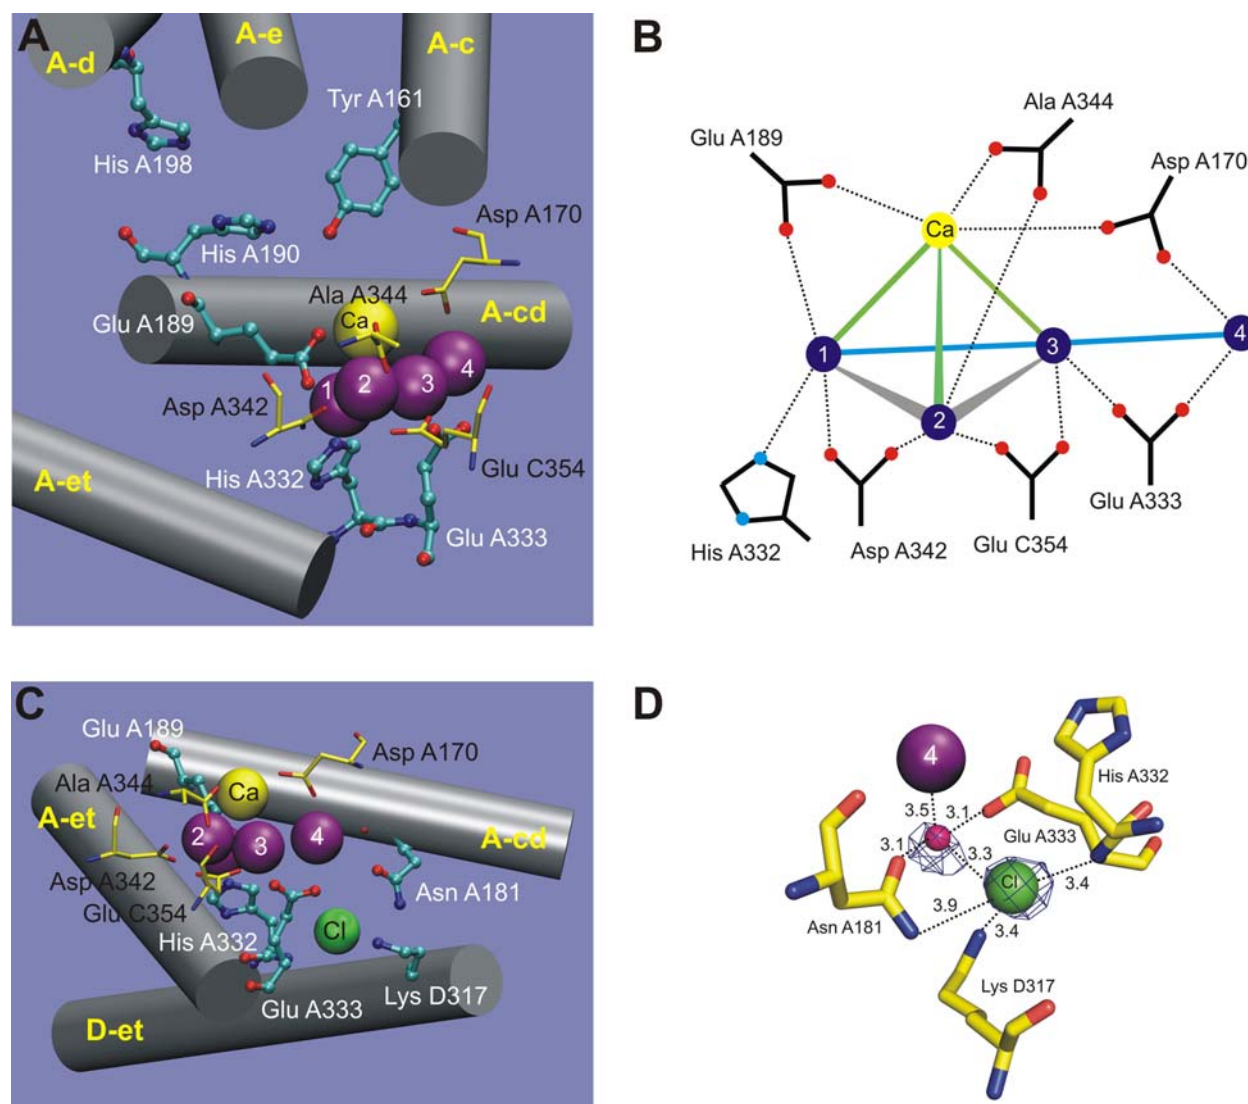 A
A-d
A-e
A-c
Tyr A161
His A198
Asp A170
His A190
Ala A344
Glu A189
Ca
A-cd
1
2
3
4
Asp A342
His A332
Glu C354
A-et
Glu A333
B
Ala A344
Glu A189
Asp A170
Ca
1
3
4
2
Glu A333
His A332
Asp A342
Glu C354
C
Glu A189
Asp A170
Ala A344
Ca
A-et
A-cd
2
3
4
Asp A342
Asn A181
Glu C354
His A332
Cl
Glu A333
Lys D317
D-et
D
4
His A332
3.5
3.1
Glu A333
3.1
3.3
Cl
3.4
3.9
Asn A181
3.4
Lys D317